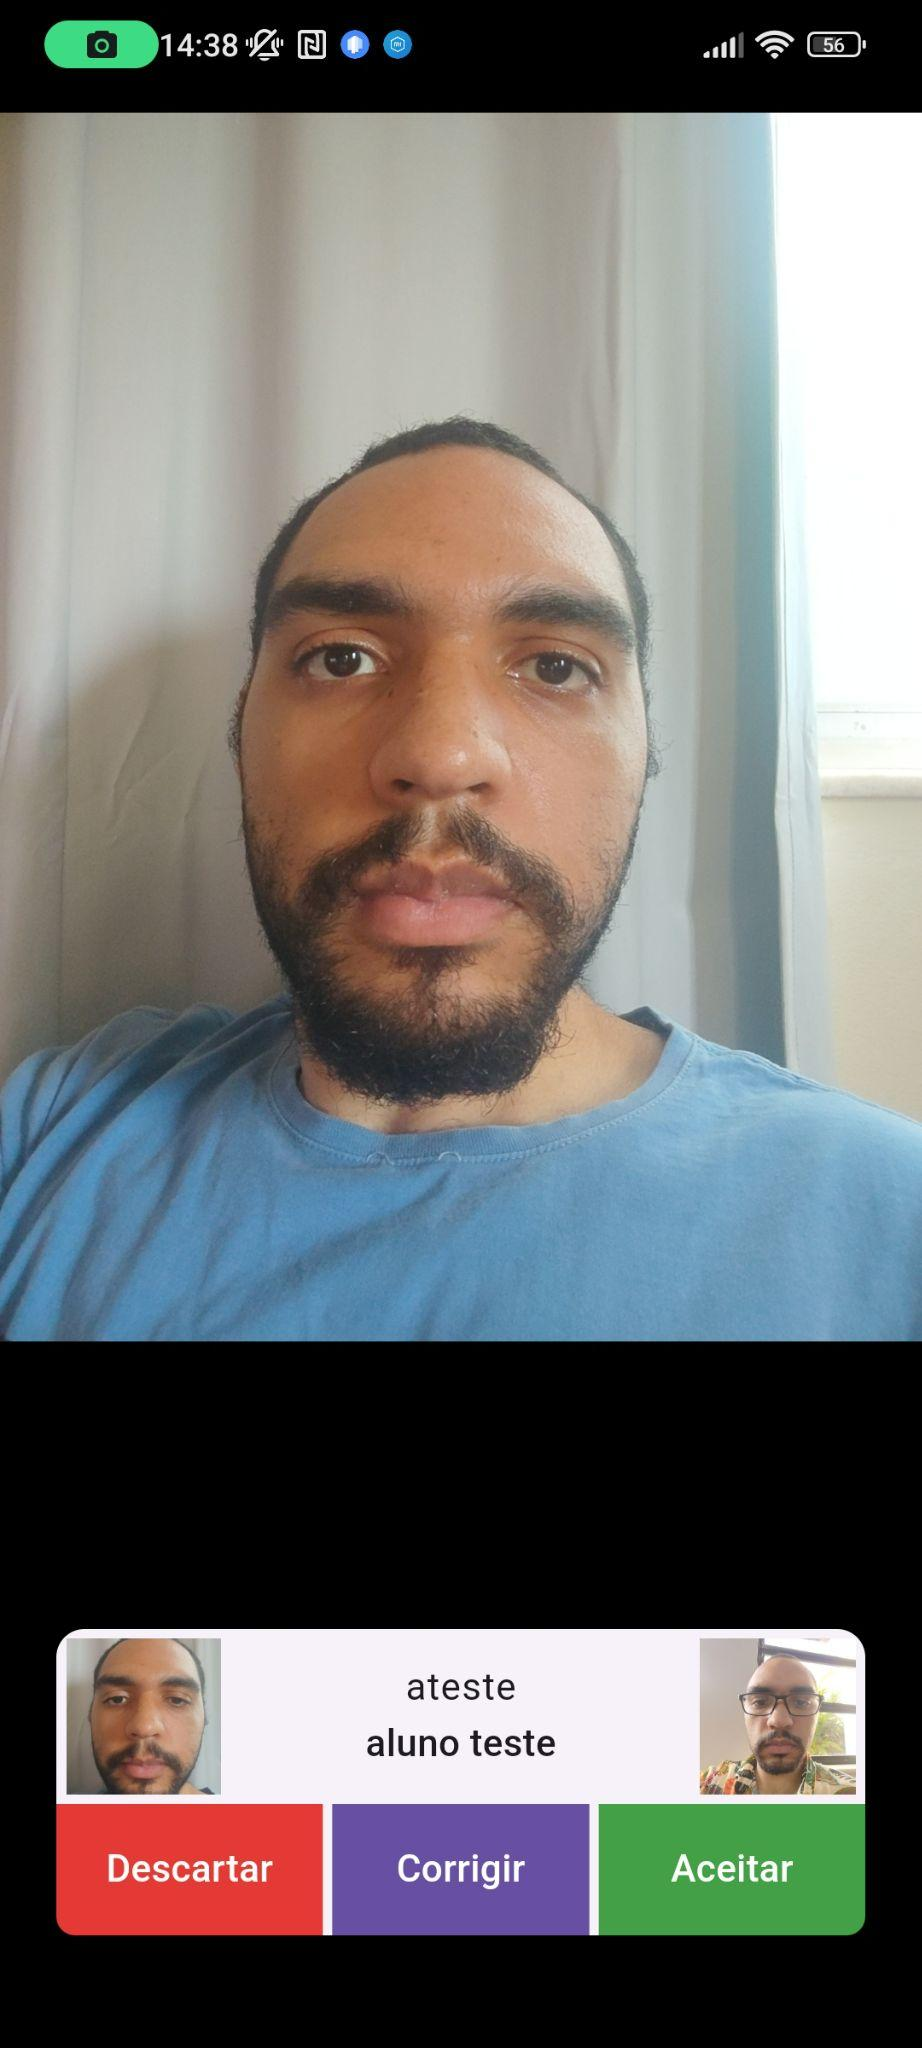 14:38
56
ateste
aluno teste
Descartar
Corrigir
Aceitar